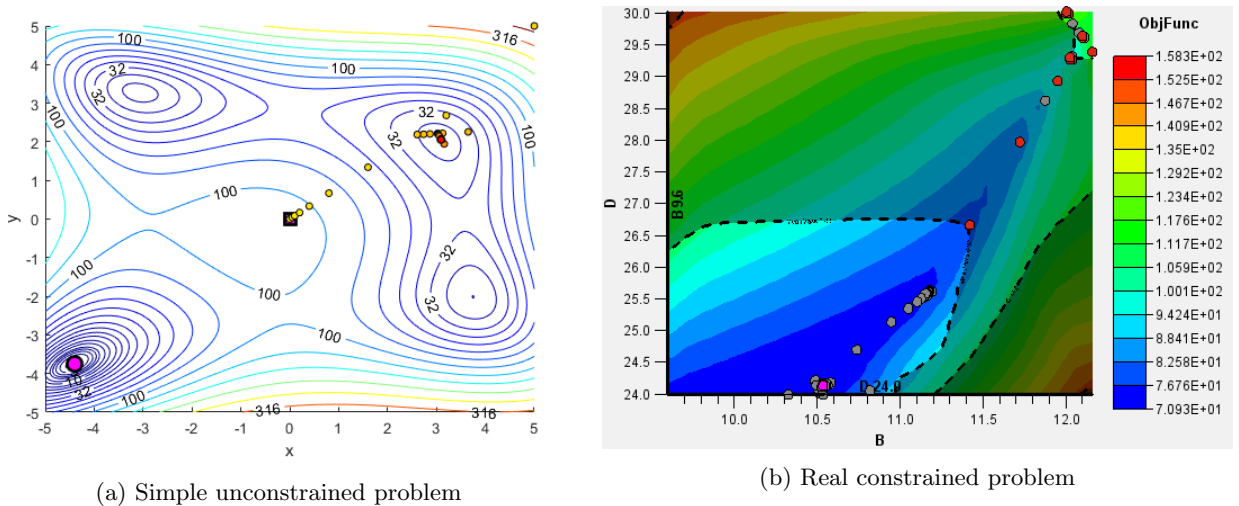 5
4
3
2
1
0
-1
-2
-3
-4
-5
y
-5
-4
-3
-2
-1
0
1
2
3
4
5
x
100
316
32
32
100
100
32
32
100
100
100
100
32
32
100
10
32
100
316
316
(a) Simple unconstrained problem
30.0
29.5
29.0
28.5
28.0
27.5
27.0
26.5
26.0
25.5
25.0
24.5
24.0
D
B 9.6
D 24.0
10.0
10.5
11.0
11.5
12.0
B
ObjFunc
1.583E+02
1.525E+02
1.467E+02
1.409E+02
1.35E+02
1.292E+02
1.234E+02
1.176E+02
1.117E+02
1.059E+02
1.001E+02
9.424E+01
8.841E+01
8.258E+01
7.676E+01
7.093E+01
(b) Real constrained problem